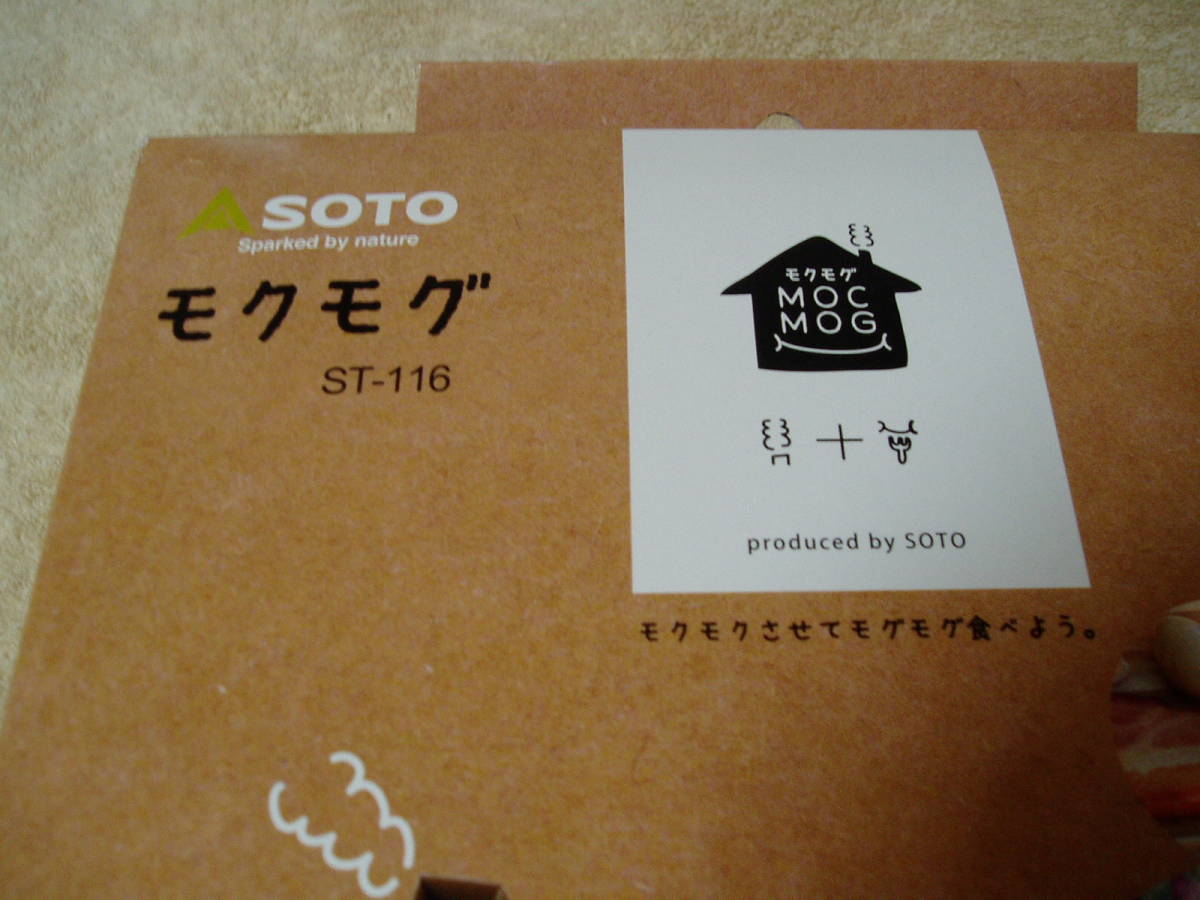 SOTO
Sparked by nature
モクモグ
ST-116
モクモグ
MOC
MOG
produced by SOTO
モクモクさせてモグモグ食べよう。